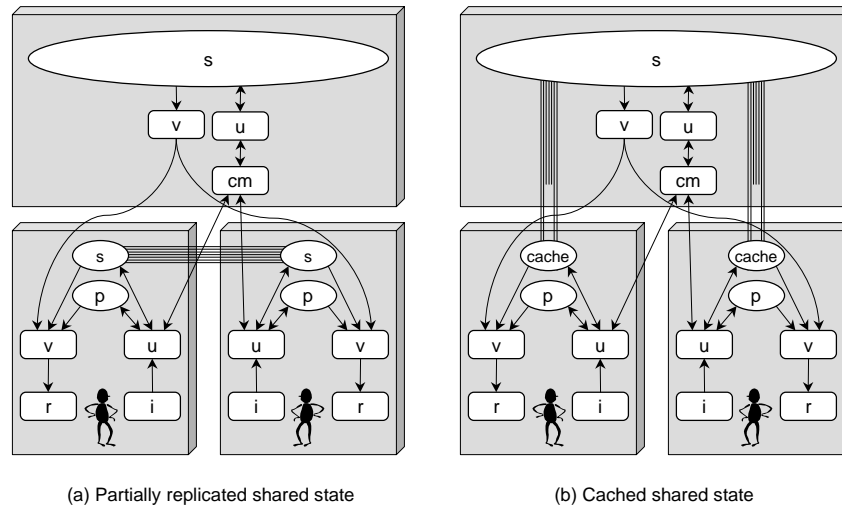 s
v
u
cm
s
s
p
p
v
u
u
v
r
i
i
r
(a) Partially replicated shared state
s
v
u
cm
cache
cache
p
p
v
u
u
v
r
i
i
r
(b) Cached shared state